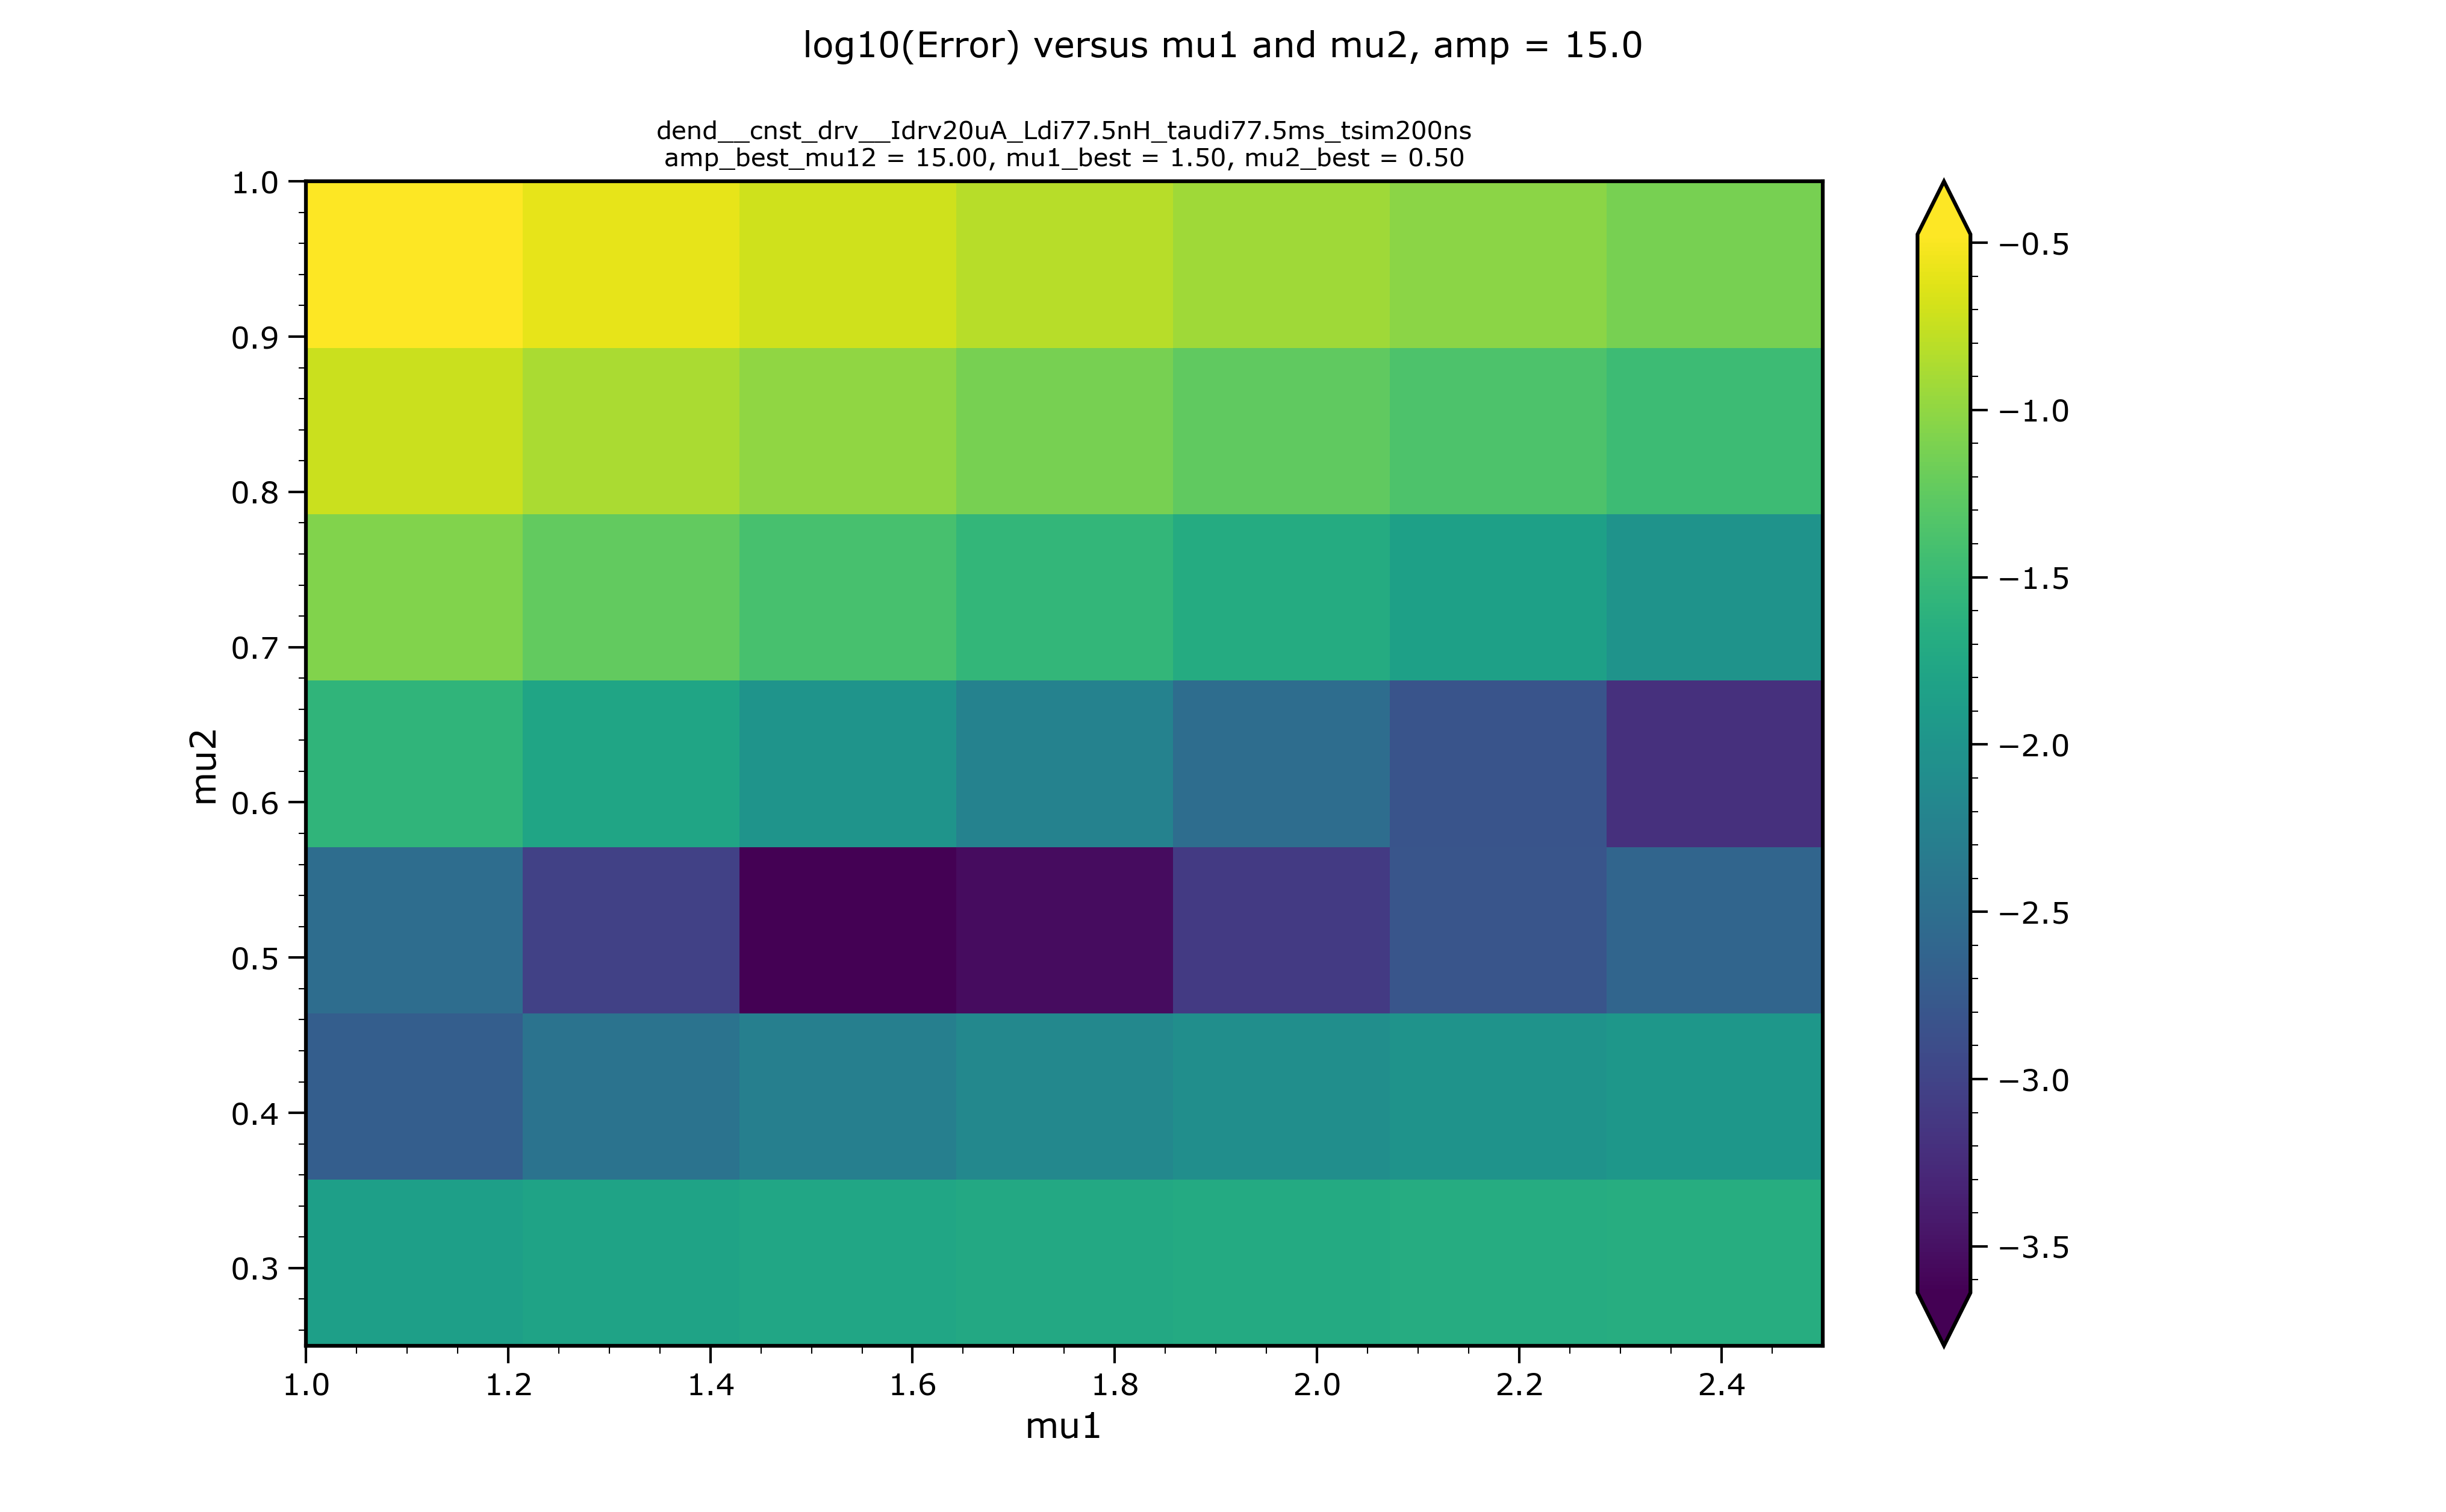 log10(Error) versus mu1 and mu2, amp = 15.0
dend__cnst_drv__Idrv20uA_Ldi77.5nH_taudi77.5ms_tsim200ns
amp_best_mu12 = 15.00, mu1_best = 1.50, mu2_best = 0.50
1.0
0.9
0.8
0.7
0.6
0.5
0.4
0.3
mu2
1.0 1.2 1.4 1.6 1.8 2.0 2.2 2.4
mu1
−0.5
−1.0
−1.5
−2.0
−2.5
−3.0
−3.5